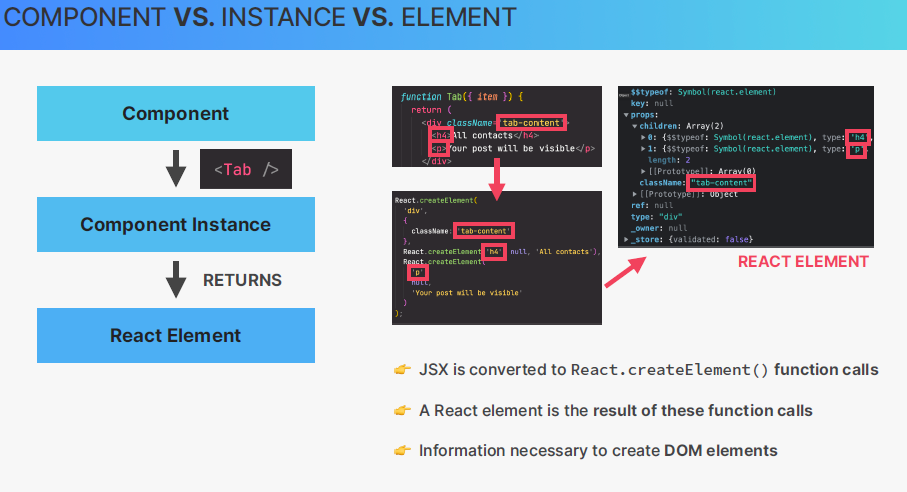 COMPONENT VS. INSTANCE VS. ELEMENT
Component
<Tab />
Component Instance
RETURNS
React Element
function Tab({ item }) {
return (
<div className="tab-content">
<h4>All contacts</h4>
<p>Your post will be visible</p>
</div>
React.createElement(
'div',
{
className: 'tab-content'
},
React.createElement('h4', null, 'All contacts'),
React.createElement(
'p',
null,
'Your post will be visible'
)
);
$$typeof: Symbol(react.element)
key: null
props:
children: Array(2)
0: {$$typeof: Symbol(react.element), type: 'h4'
1: {$$typeof: Symbol(react.element), type: 'p'
length: 2
[[Prototype]]: Array(0)
className: "tab-content"
[[Prototype]]: Object
ref: null
type: "div"
_owner: null
_store: {validated: false}
REACT ELEMENT
👉 JSX is converted to React.createElement() function calls
👉 A React element is the result of these function calls
👉 Information necessary to create DOM elements